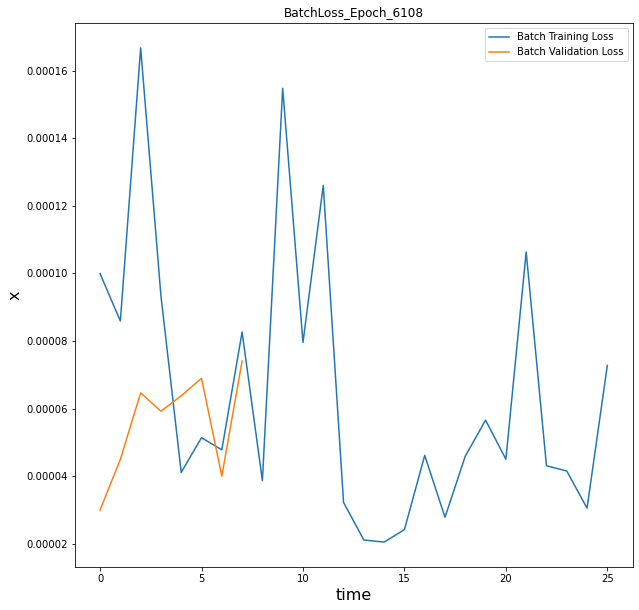 BatchLoss_Epoch_6108
Batch Training Loss
Batch Validation Loss
0.00016
0.00014
0.00012
0.00010
0.00008
0.00006
0.00004
0.00002
x
0 5 10 15 20 25
time